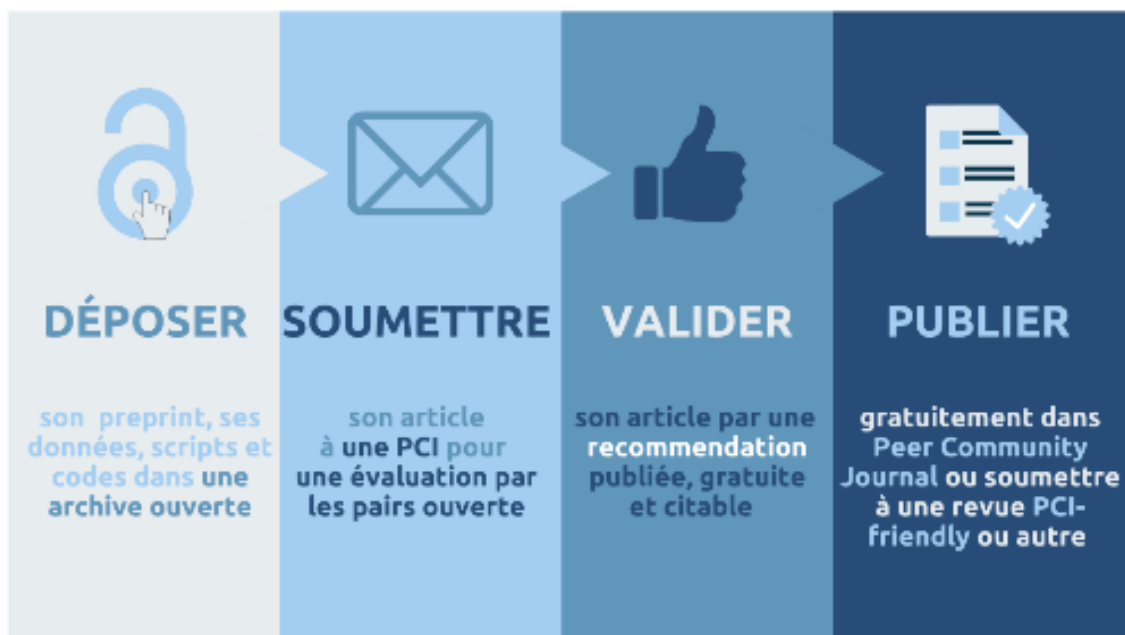 DÉPOSER
son preprint, ses
données, scripts et
codes dans une
archive ouverte
SOUMETTRE
son article
à une PCI pour
une évaluation par
les pairs ouverte
VALIDER
son article par une
recommendation
publiée, gratuite
et citable
PUBLIER
gratuitement dans
Peer Community
Journal ou soumettre
à une revue PCI-
friendly ou autre